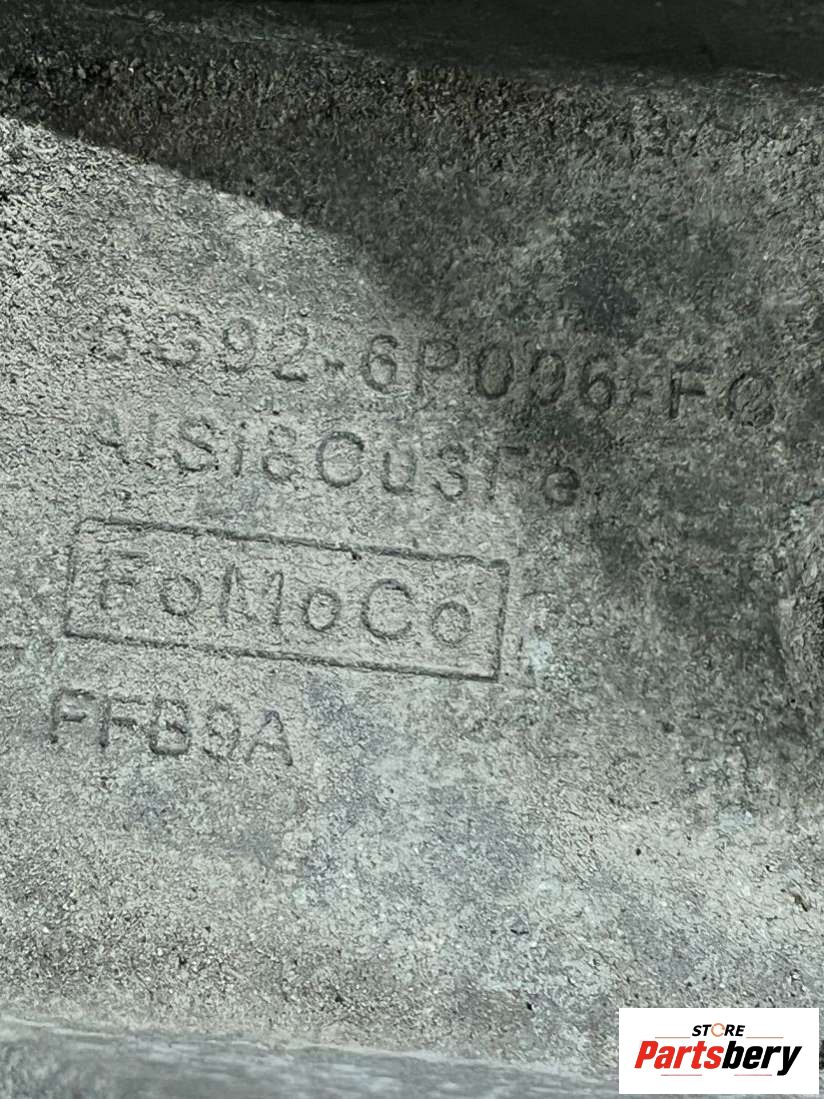 6G92-6P096-FC
AlSi8Cu3Fe
FoMoCo
FFB9A
STORE
Partsbery